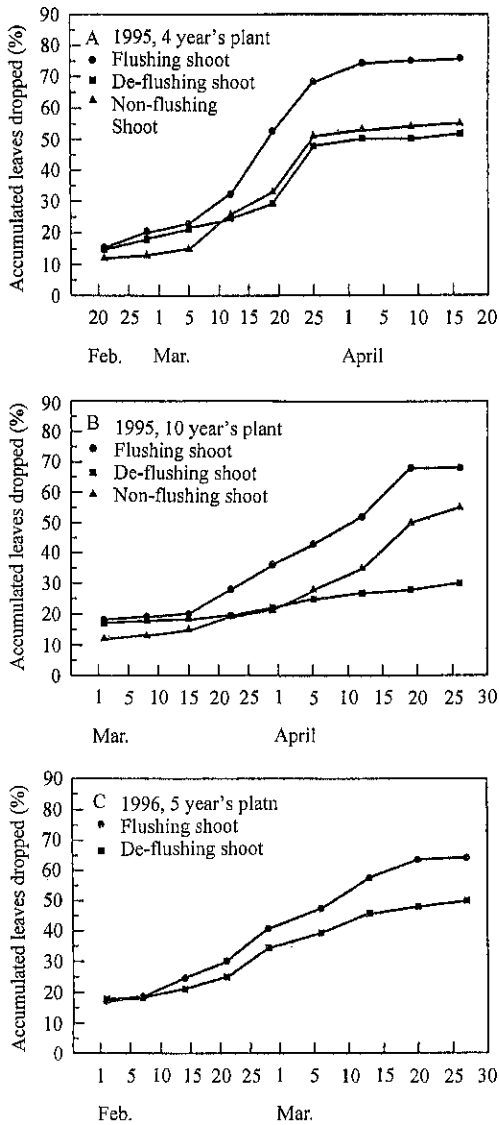 Accumulated leaves dropped (%)
90
80
70
60
50
40
30
20
10
0
A 1995, 4 year's plant
Flushing shoot
De-flushing shoot
Non-flushing
Shoot
20 25 1 5 10 15 20 25 1 5 10 15 20
Feb. Mar. April
Accumulated leaves dropped (%)
90
80
70
60
50
40
30
20
10
0
B 1995, 10 year's plant
Flushing shoot
De-flushing shoot
Non-flushing shoot
1 5 10 15 20 25 1 5 10 15 20 25 30
Mar. April
Accumulated leaves dropped (%)
90
80
70
60
50
40
30
20
10
0
C 1996, 5 year's platn
Flushing shoot
De-flushing shoot
1 5 10 15 20 25 1 5 10 15 20 25 30
Feb. Mar.